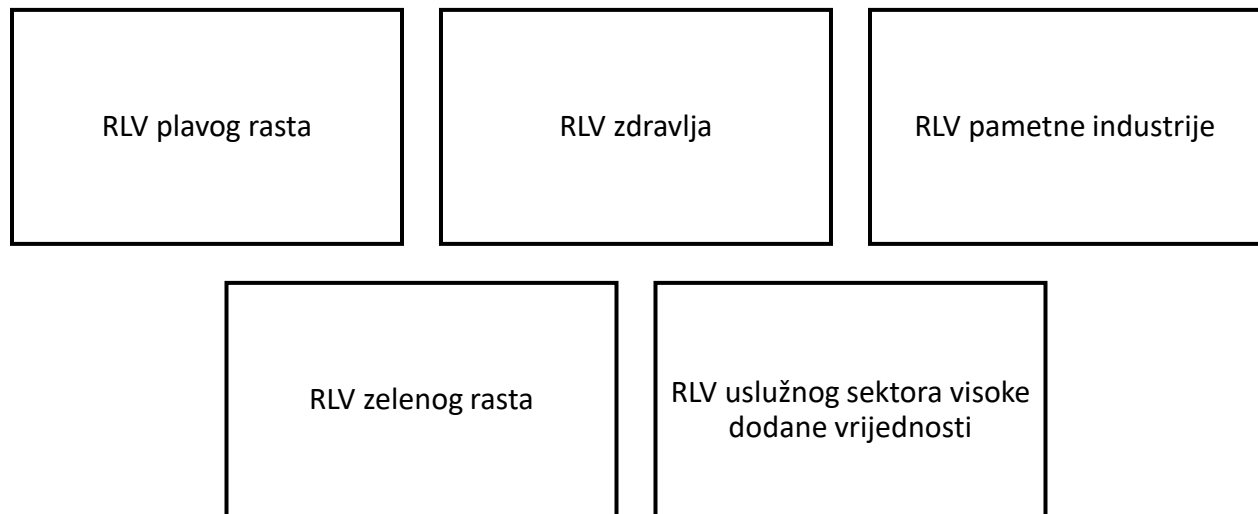 RLV plavog rasta
RLV zdravlja
RLV pametne industrije
RLV zelenog rasta
RLV uslužnog sektora visoke
dodane vrijednosti